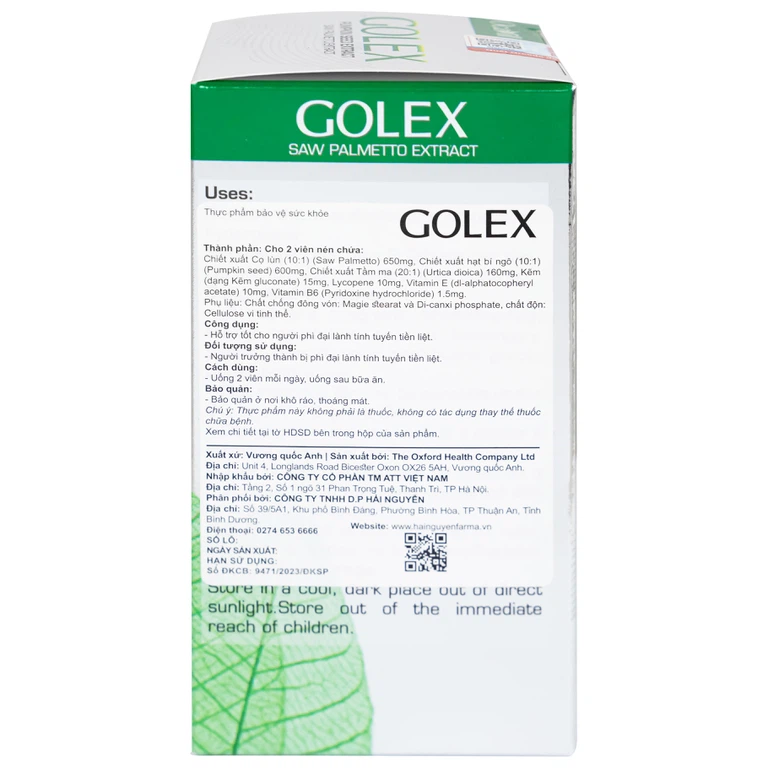 GOLEX
PUMPKIN SEED EXTRACT
SAW PALMETTO EXTRACT
GOLEX
SAW PALMETTO EXTRACT
Uses:
Thực phẩm bảo vệ sức khỏe
GOLEX
Thành phần: Cho 2 viên nén chứa:
Chiết xuất Cọ lùn (10:1) (Saw Palmetto) 650mg, Chiết xuất hạt bí ngô (10:1)
(Pumpkin seed) 600mg, Chiết xuất Tầm ma (20:1) (Urtica dioica) 160mg, Kẽm
(dạng Kẽm gluconate) 15mg, Lycopene 10mg, Vitamin E (dl-alphatocopheryl
acetate) 10mg, Vitamin B6 (Pyridoxine hydrochloride) 1.5mg.
Phụ liệu: Chất chống đông vón: Magie stearat và Di-canxi phosphate, chất độn:
Cellulose vi tinh thể.
Công dụng:
- Hỗ trợ tốt cho người phì đại lành tính tuyến tiền liệt.
Đối tượng sử dụng:
- Người trưởng thành bị phì đại lành tính tuyến tiền liệt.
Cách dùng:
- Uống 2 viên mỗi ngày, uống sau bữa ăn.
Bảo quản:
- Bảo quản ở nơi khô ráo, thoáng mát.
Chú ý: Thực phẩm này không phải là thuốc, không có tác dụng thay thế thuốc
chữa bệnh.
Xem chi tiết tại tờ HDSD bên trong hộp của sản phẩm.
Xuất xứ: Vương quốc Anh | Sản xuất bởi: The Oxford Health Company Ltd
Địa chỉ: Unit 4, Longlands Road Bicester Oxon OX26 5AH, Vương quốc Anh.
Nhập khẩu bởi: CÔNG TY CỔ PHẦN TM ATT VIỆT NAM
Địa chỉ: Tầng 2, Số 1 ngõ 31 Phan Trọng Tuệ, Thanh Trì, TP Hà Nội.
Phân phối bởi: CÔNG TY TNHH D.P HẢI NGUYÊN
Địa chỉ: Số 39/5A1, Khu phố Bình Đáng, Phường Bình Hòa, TP Thuận An, Tỉnh
Bình Dương.
Điện thoại: 0274 653 6666
Website: www.hainguyenfarma.vn
SỐ LÔ:
NGÀY SẢN XUẤT:
HẠN SỬ DỤNG:
Số ĐKCB: 9471/2023/ĐKSP
Store in a cool, dark place out of direct
sunlight.Store out of the immediate
reach of children.